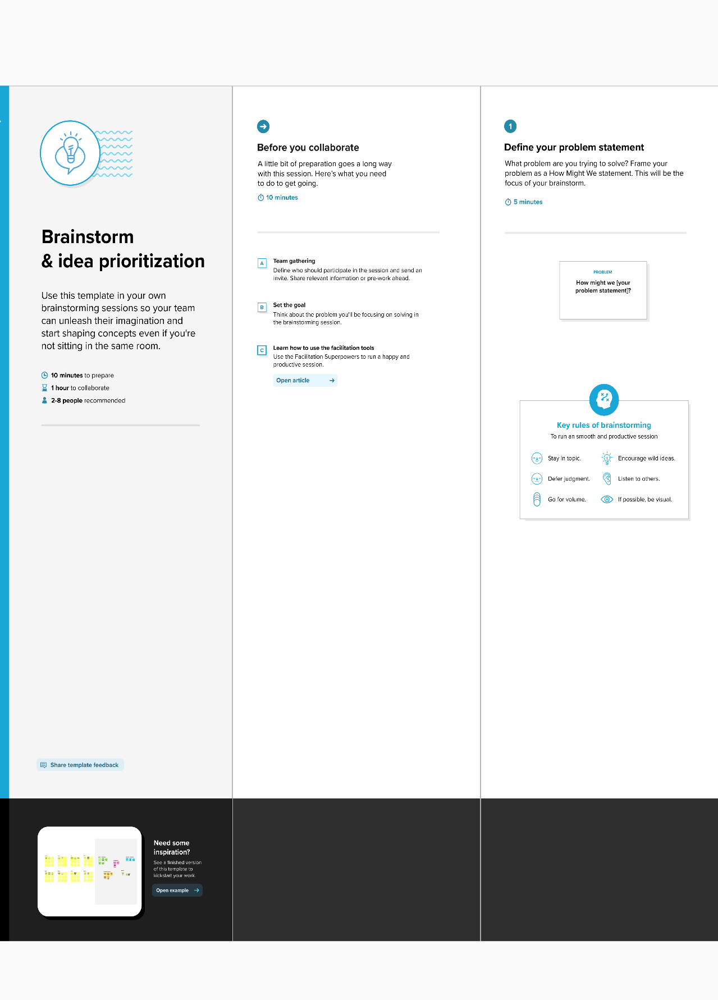 Brainstorm
& idea prioritization
Use this template in your own
brainstorming sessions so your team
can unleash their imagination and
start shaping concepts even if you're
not sitting in the same room.
10 minutes to prepare
1 hour to collaborate
2-8 people recommended
Share template feedback
Need some
inspiration?
See a finished version
of this template to
kickstart your work.
Open example
Before you collaborate
A little bit of preparation goes a long way
with this session. Here's what you need
to do to get going.
10 minutes
A
Team gathering
Define who should participate in the session and send an
invite. Share relevant information or pre-work ahead.
B
Set the goal
Think about the problem you'll be focusing on solving in
the brainstorming session.
C
Learn how to use the facilitation tools
Use the Facilitation Superpowers to run a happy and
productive session.
Open article
1
Define your problem statement
What problem are you trying to solve? Frame your
problem as a How Might We statement. This will be the
focus of your brainstorm.
5 minutes
PROBLEM
How might we [your
problem statement]?
Key rules of brainstorming
To run an smooth and productive session
Stay in topic.
Encourage wild ideas.
Defer judgment.
Listen to others.
Go for volume.
If possible, be visual.